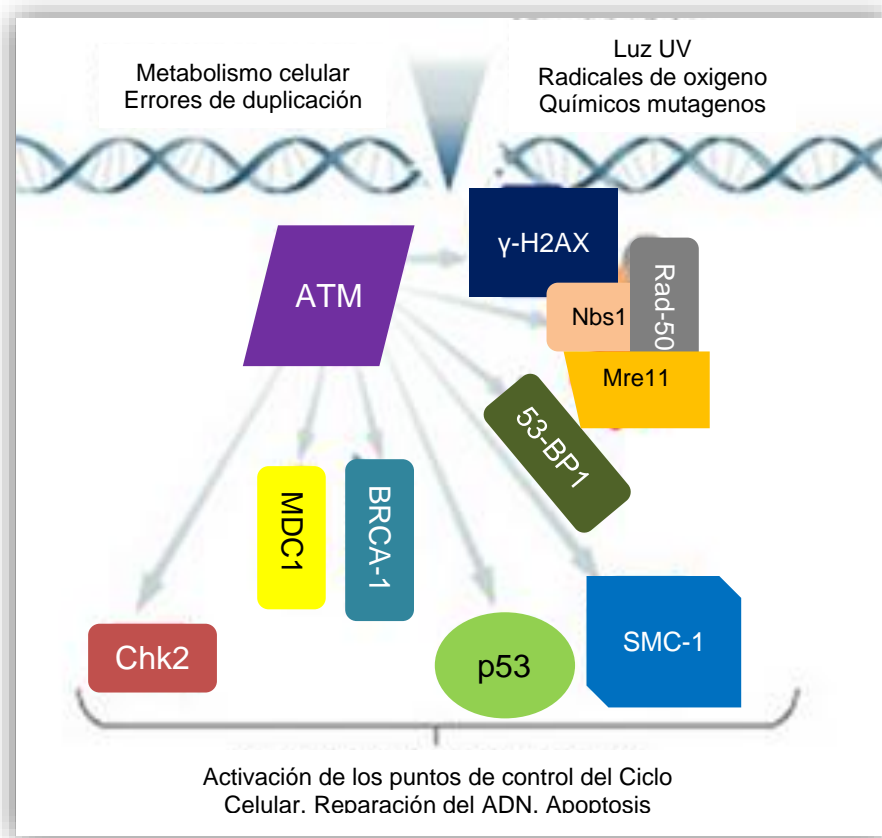 Metabolismo celular
Errores de duplicación
Luz UV
Radicales de oxigeno
Químicos mutagenos
γ-H2AX
ATM
Rad-50
Nbs1
Mre11
53-BP1
MDC1
BRCA-1
Chk2
p53
SMC-1
Activación de los puntos de control del Ciclo
Celular. Reparación del ADN. Apoptosis